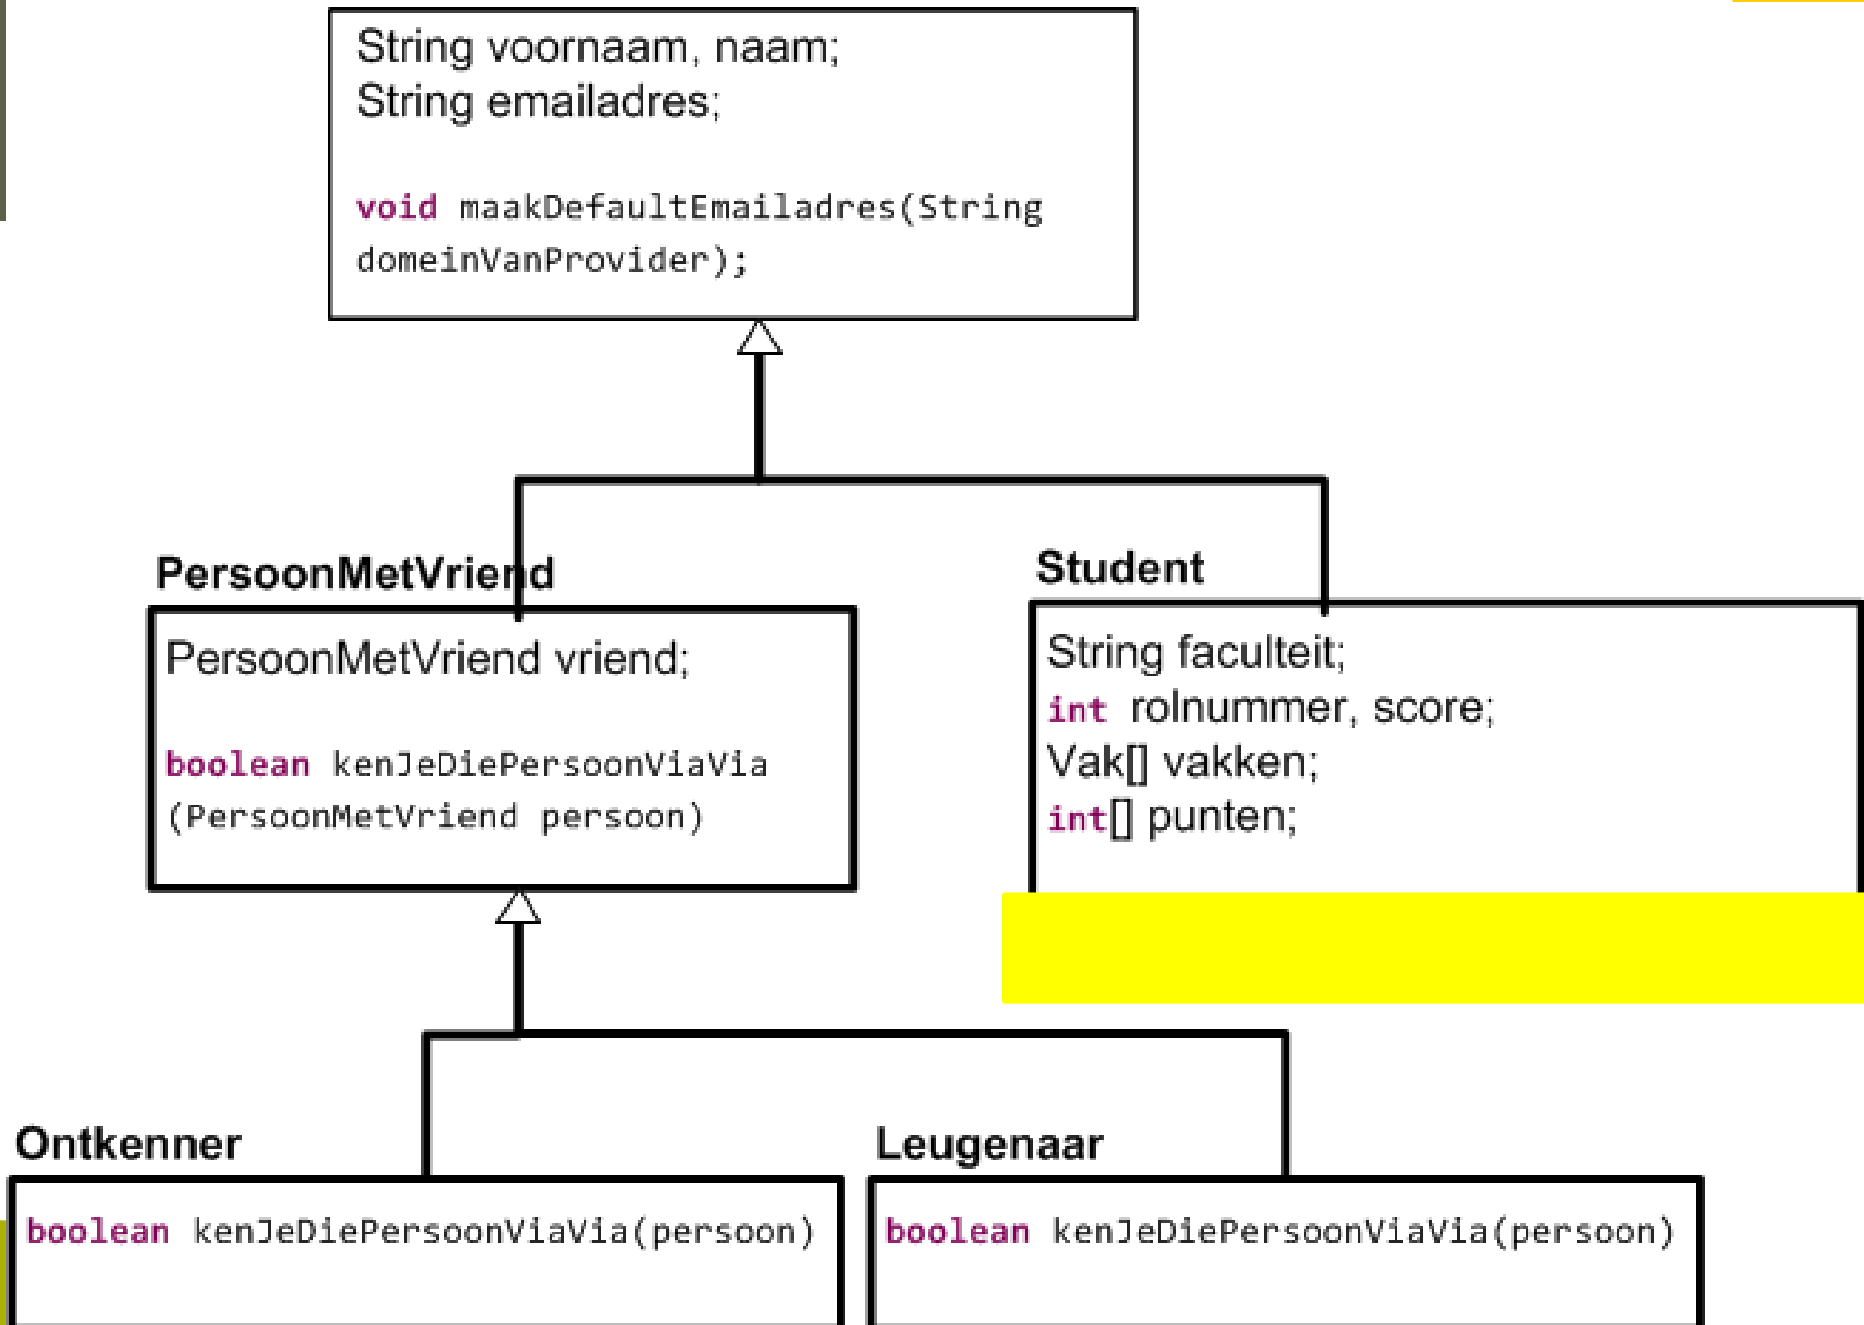 String voornaam, naam;
String emailadres;
void maakDefaultEmailadres(String
domeinVanProvider);
PersoonMetVriend
PersoonMetVriend vriend;
boolean kenJeDiePersoonViaVia
(PersoonMetVriend persoon)
Student
String faculteit;
int rolnummer, score;
Vak[] vakken;
int[] punten;
Ontkenner
boolean kenJeDiePersoonViaVia(persoon)
Leugenaar
boolean kenJeDiePersoonViaVia(persoon)